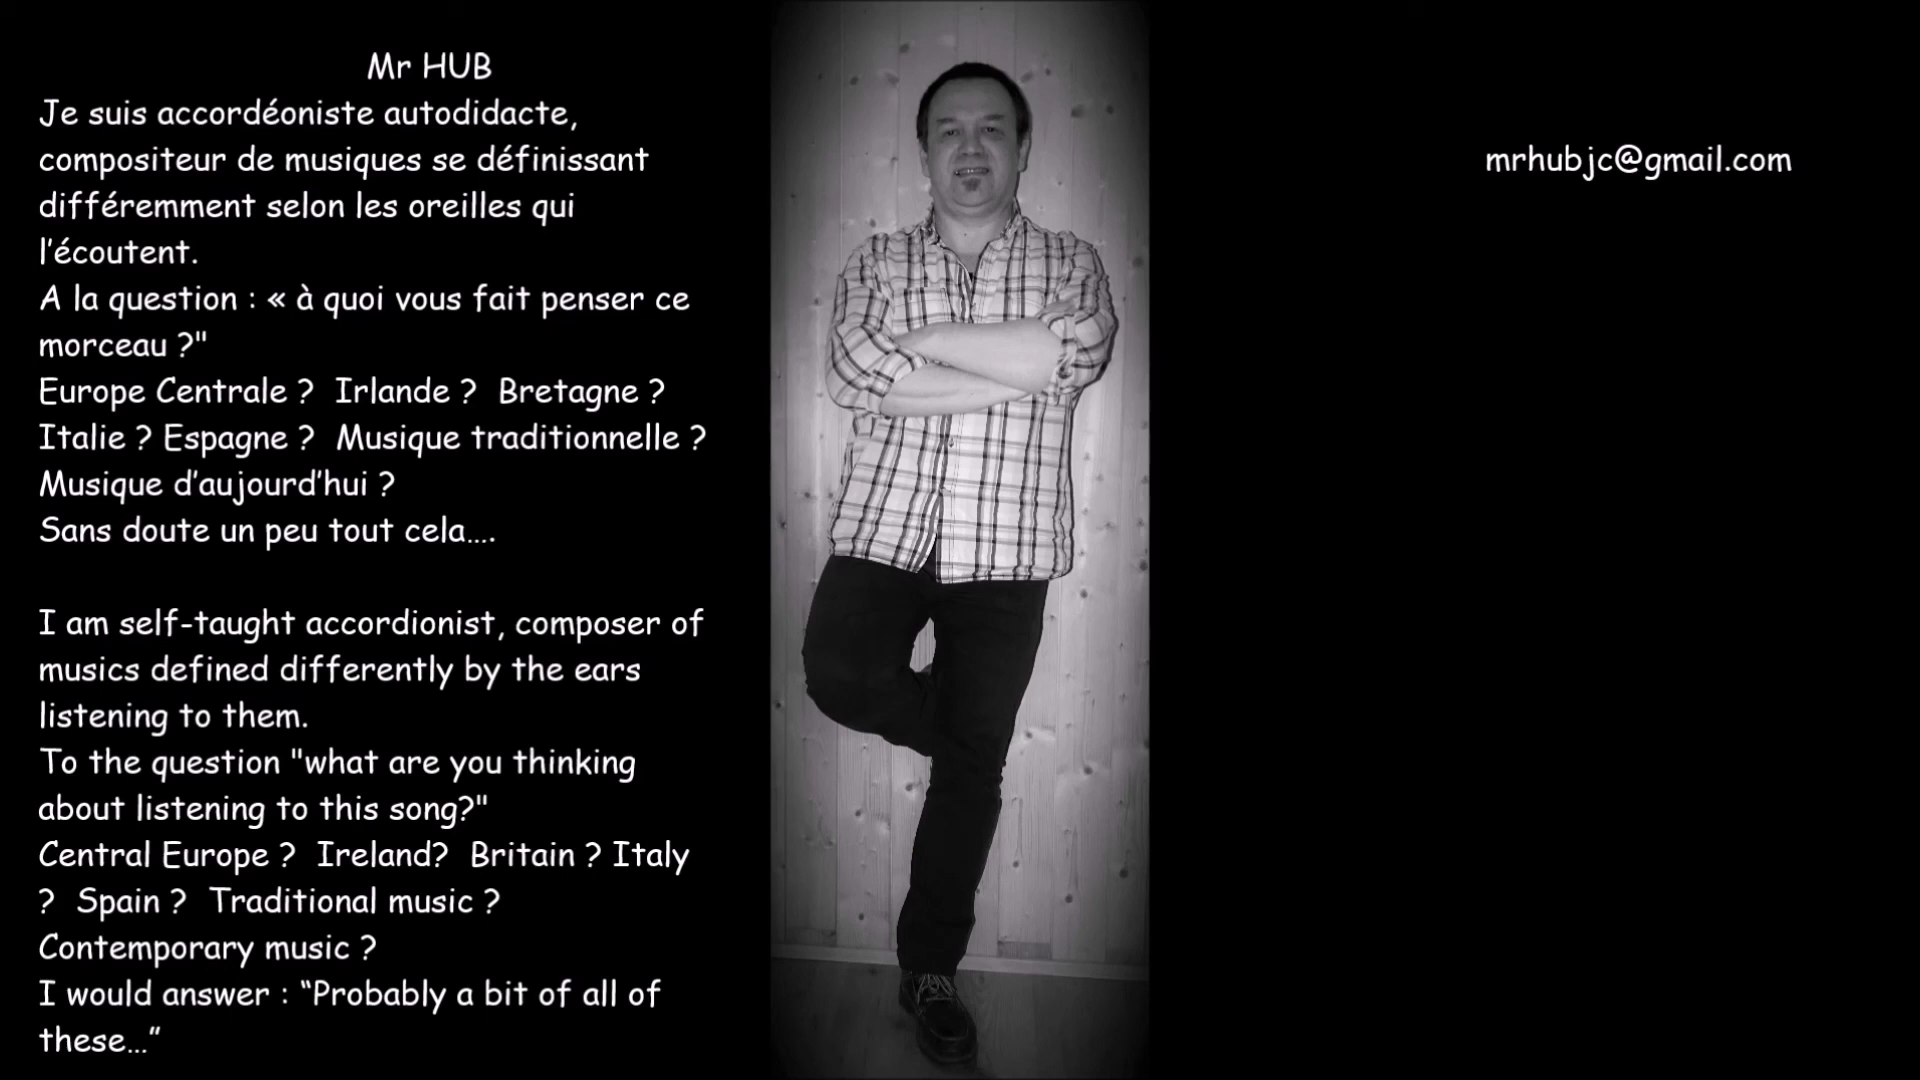 Mr HUB
Je suis accordéoniste autodidacte,
compositeur de musiques se définissant
différemment selon les oreilles qui
l’écoutent.
A la question : « à quoi vous fait penser ce
morceau ?"
Europe Centrale ?  Irlande ?  Bretagne ?
Italie ? Espagne ?  Musique traditionnelle ?
Musique d’aujourd’hui ?
Sans doute un peu tout cela….
I am self-taught accordionist, composer of
musics defined differently by the ears
listening to them.
To the question "what are you thinking
about listening to this song?"
Central Europe ?  Ireland?  Britain ? Italy
?  Spain ?  Traditional music ?
Contemporary music ?
I would answer : “Probably a bit of all of
these…”
mrhubjc@gmail.com